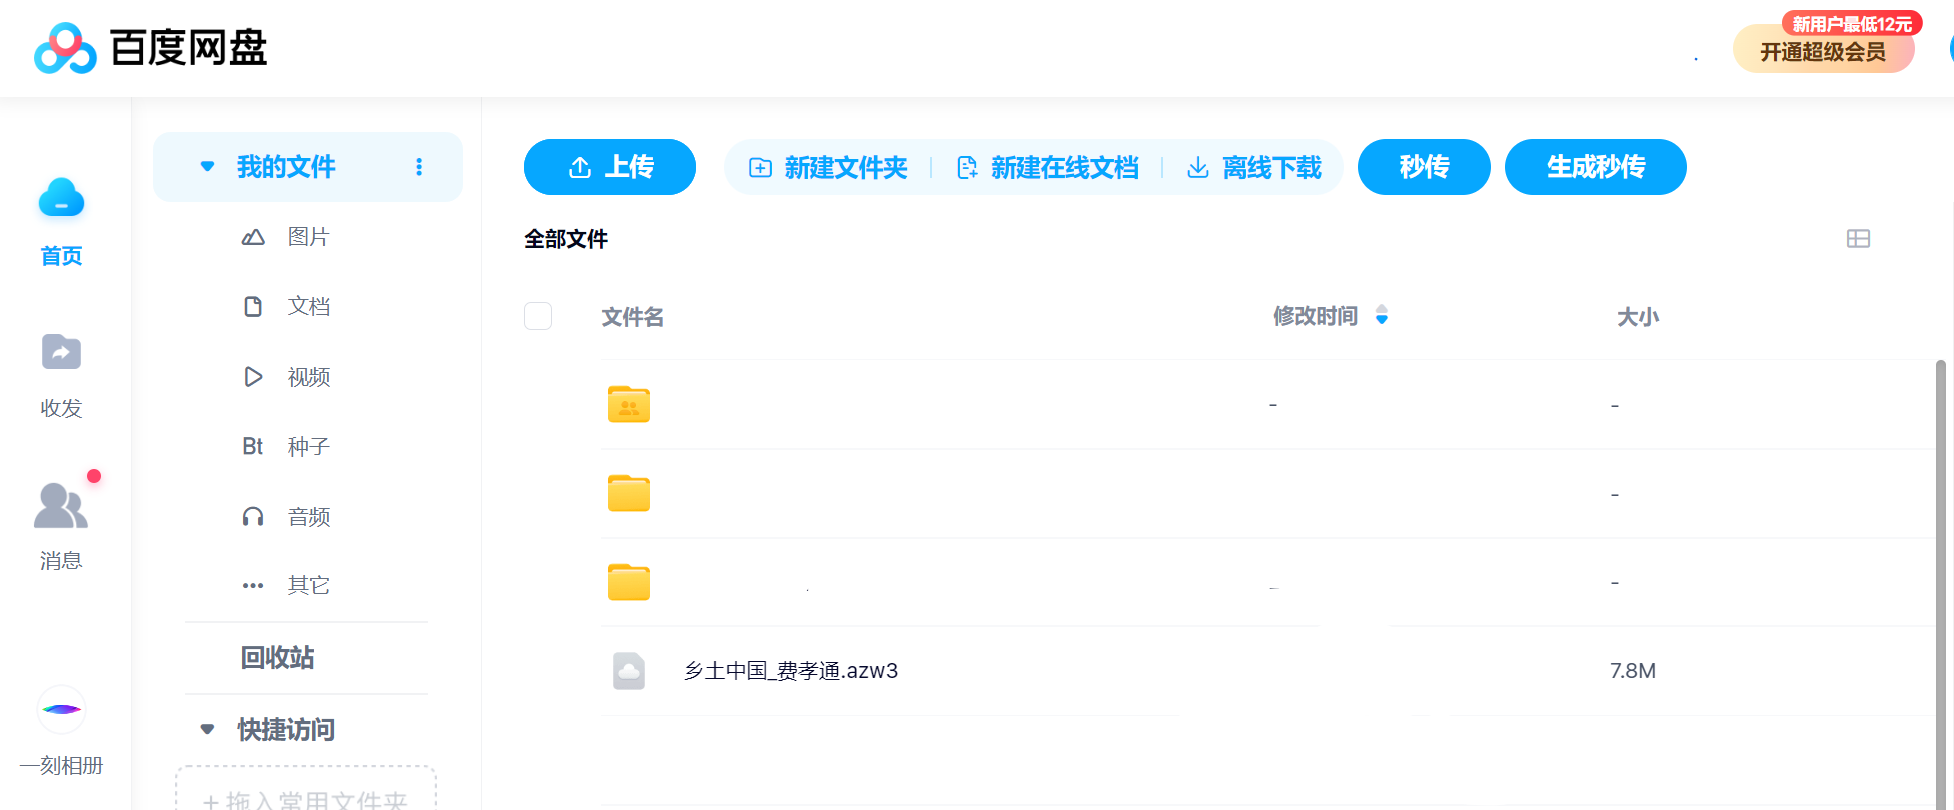 百度网盘
新用户最低12元
开通超级会员
首页
收发
消息
一刻相册
我的文件
图片
文档
视频
Bt 种子
音频
其它
回收站
快捷访问
+ 拖入常用文件夹
上传
新建文件夹
新建在线文档
离线下载
秒传
生成秒传
全部文件
文件名 修改时间 大小
- -
-
-
乡土中国_费孝通.azw3 7.8M